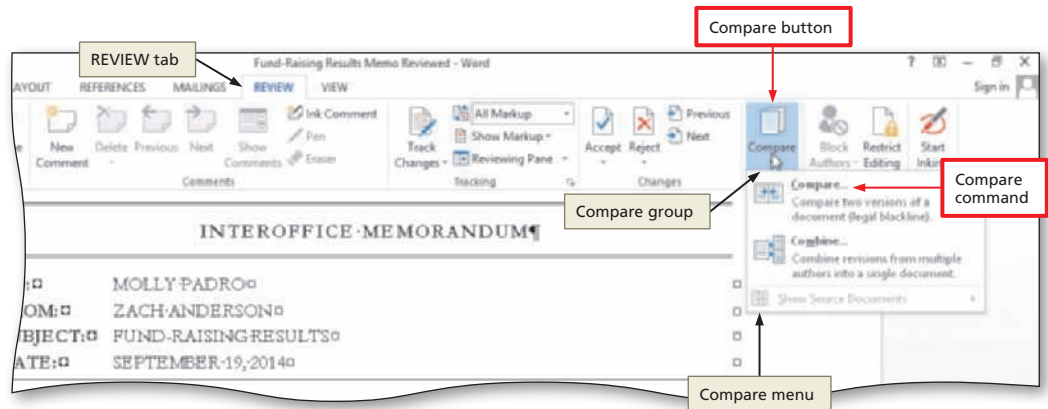 Compare button
REVIEW tab
Fund-Raising Results Memo Reviewed - Word
?
AYOUT REFERENCES MAILINGS REVIEW VIEW
Sign in
New Comment
Delete
Previous
Next
Show Comments
Ink Comment
Pen
Eraser
Comments
Track Changes
All Markup
Show Markup
Reviewing Pane
Tracking
Accept
Reject
Previous
Next
Changes
Compare
Block Authors
Restrict Editing
Start Inking
Compare group
Compare...
Compare two versions of a
document (legal blackline).
Compare
command
Combine...
Combine revisions from multiple
authors into a single document.
Show Source Documents
INTEROFFICE·MEMORANDUM¶
:¤ MOLLY·PADRO¤
OM:¤ ZACH·ANDERSON¤
BJECT:¤ FUND-RAISING·RESULTS¤
ATE:¤ SEPTEMBER·19,·2014¤
Compare menu